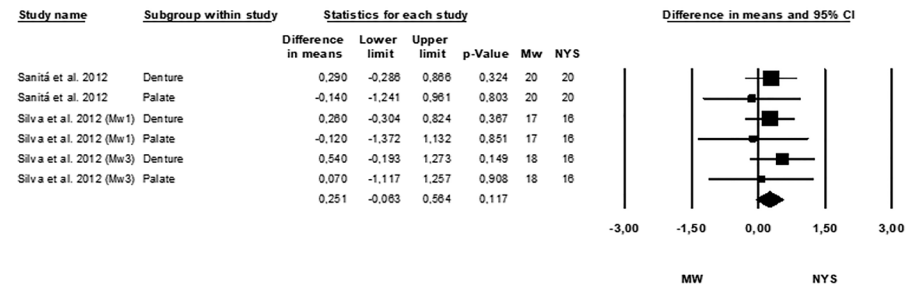 Study name Subgroup within study Statistics for each study Difference in means and 95% CI
Difference Lower Upper
in means limit limit p-Value Mw NYS
Sanitá et al. 2012 Denture 0,290 -0,286 0,866 0,324 20 20
Sanitá et al. 2012 Palate -0,140 -1,241 0,961 0,803 20 20
Silva et al. 2012 (Mw1) Denture 0,260 -0,304 0,824 0,367 17 16
Silva et al. 2012 (Mw1) Palate -0,120 -1,372 1,132 0,851 17 16
Silva et al. 2012 (Mw3) Denture 0,540 -0,193 1,273 0,149 18 16
Silva et al. 2012 (Mw3) Palate 0,070 -1,117 1,257 0,908 18 16
0,251 -0,063 0,564 0,117
-3,00 -1,50 0,00 1,50 3,00
MW NYS